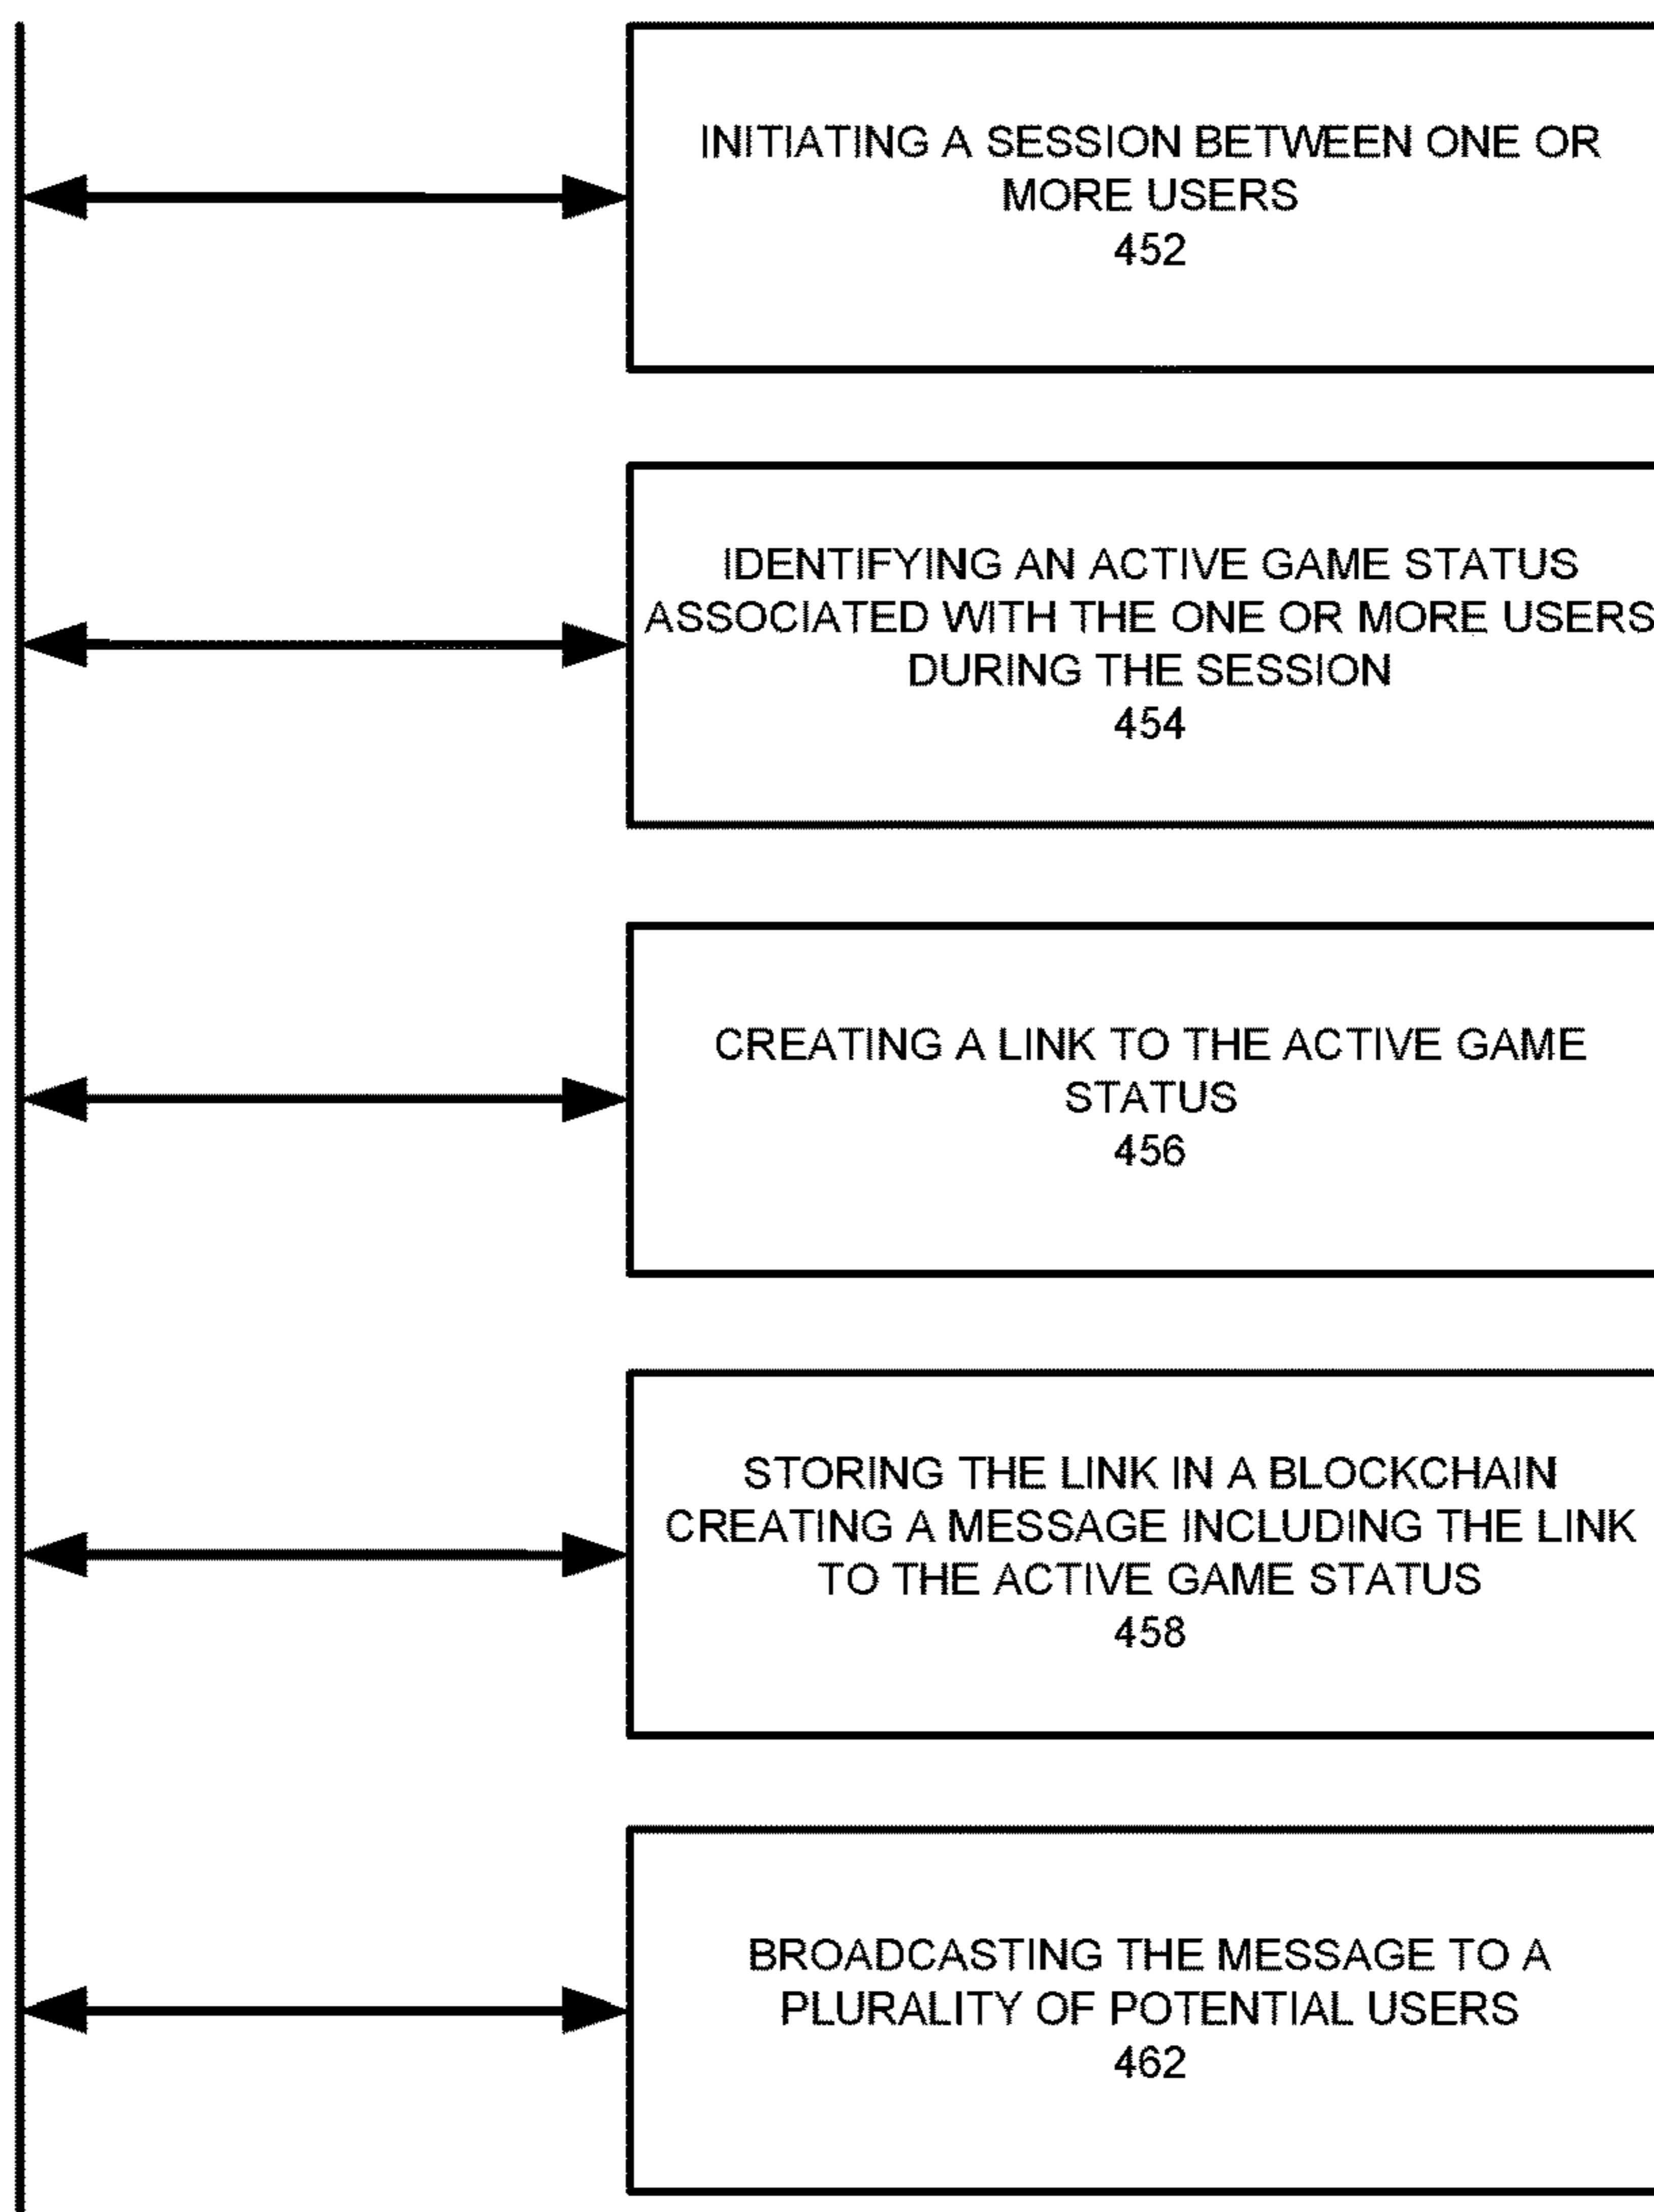 INITIATING A SESSION BETWEEN ONE OR
MORE USERS
452
IDENTIFYING AN ACTIVE GAME STATUS
ASSOCIATED WITH THE ONE OR MORE USERS
DURING THE SESSION
454
CREATING A LINK TO THE ACTIVE GAME
STATUS
456
STORING THE LINK IN A BLOCKCHAIN
CREATING A MESSAGE INCLUDING THE LINK
TO THE ACTIVE GAME STATUS
458
BROADCASTING THE MESSAGE TO A
PLURALITY OF POTENTIAL USERS
462